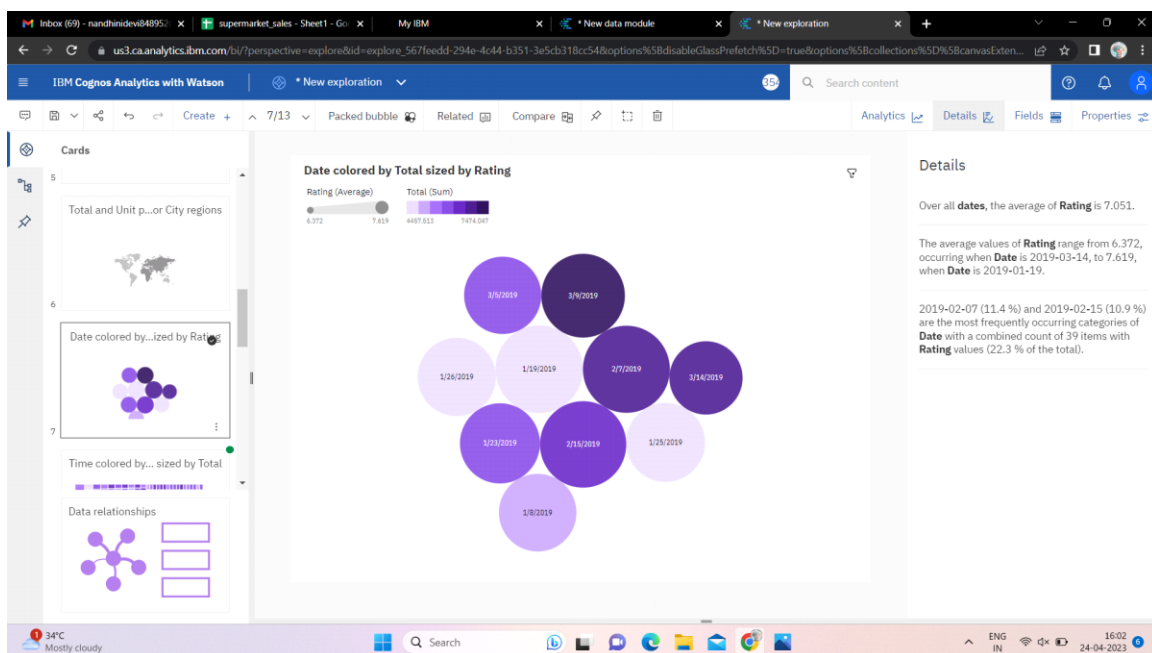 Inbox (69) - nandhinidevi848952
supermarket_sales - Sheet1 - Go
My IBM
* New data module
* New exploration
us3.ca.analytics.ibm.com/bi/?perspective=explore&id=explore_567feedd-294e-4c44-b351-3e5cb318cc54&options%5BdisableGlassPrefetch%5D=true&options%5Bcollections%5D%5BcanvasExten...
IBM Cognos Analytics with Watson
* New exploration
354
Search content
Create +
7/13
Packed bubble
Related
Compare
Analytics
Details
Fields
Properties
Cards
5
Total and Unit p...or City regions
6
Date colored by...ized by Rating
7
Time colored by... sized by Total
Data relationships
Date colored by Total sized by Rating
Rating (Average)
Total (Sum)
6.372
7.619
4487.813
7474.047
3/5/2019
3/9/2019
1/26/2019
1/19/2019
2/7/2019
3/14/2019
1/23/2019
2/15/2019
1/25/2019
1/8/2019
Details
Over all dates, the average of Rating is 7.051.
The average values of Rating range from 6.372,
occurring when Date is 2019-03-14, to 7.619,
when Date is 2019-01-19.
2019-02-07 (11.4 %) and 2019-02-15 (10.9 %)
are the most frequently occurring categories of
Date with a combined count of 39 items with
Rating values (22.3 % of the total).
1
34°C
Mostly cloudy
Search
ENG
IN
16:02
24-04-2023
6